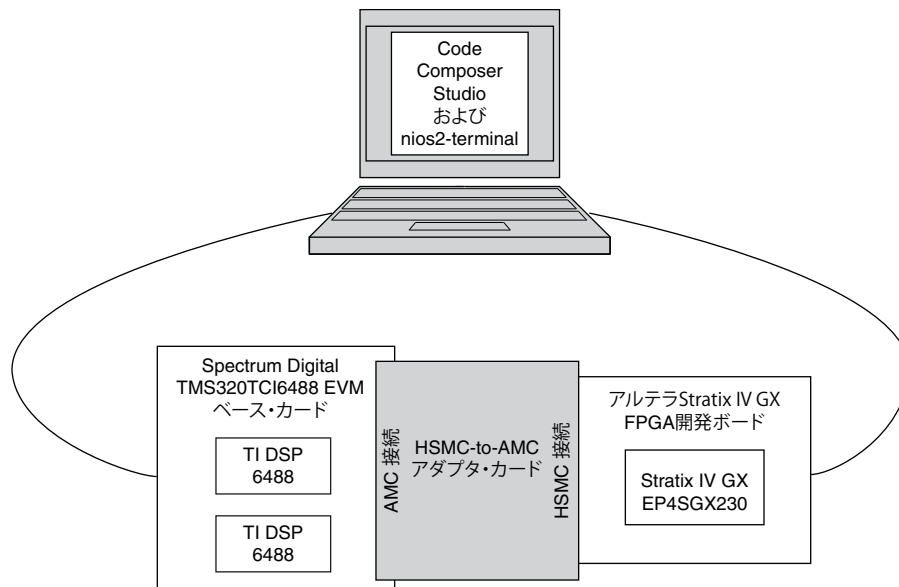 Code
Composer
Studio
および
nios2-terminal
Spectrum Digital
TMS320TCI6488 EVM
ベース・カード
TI DSP
6488
TI DSP
6488
AMC 接続
HSMC-to-AMC
アダプタ・カード
HSMC 接続
アルテラStratix IV GX
FPGA開発ボード
Stratix IV GX
EP4SGX230